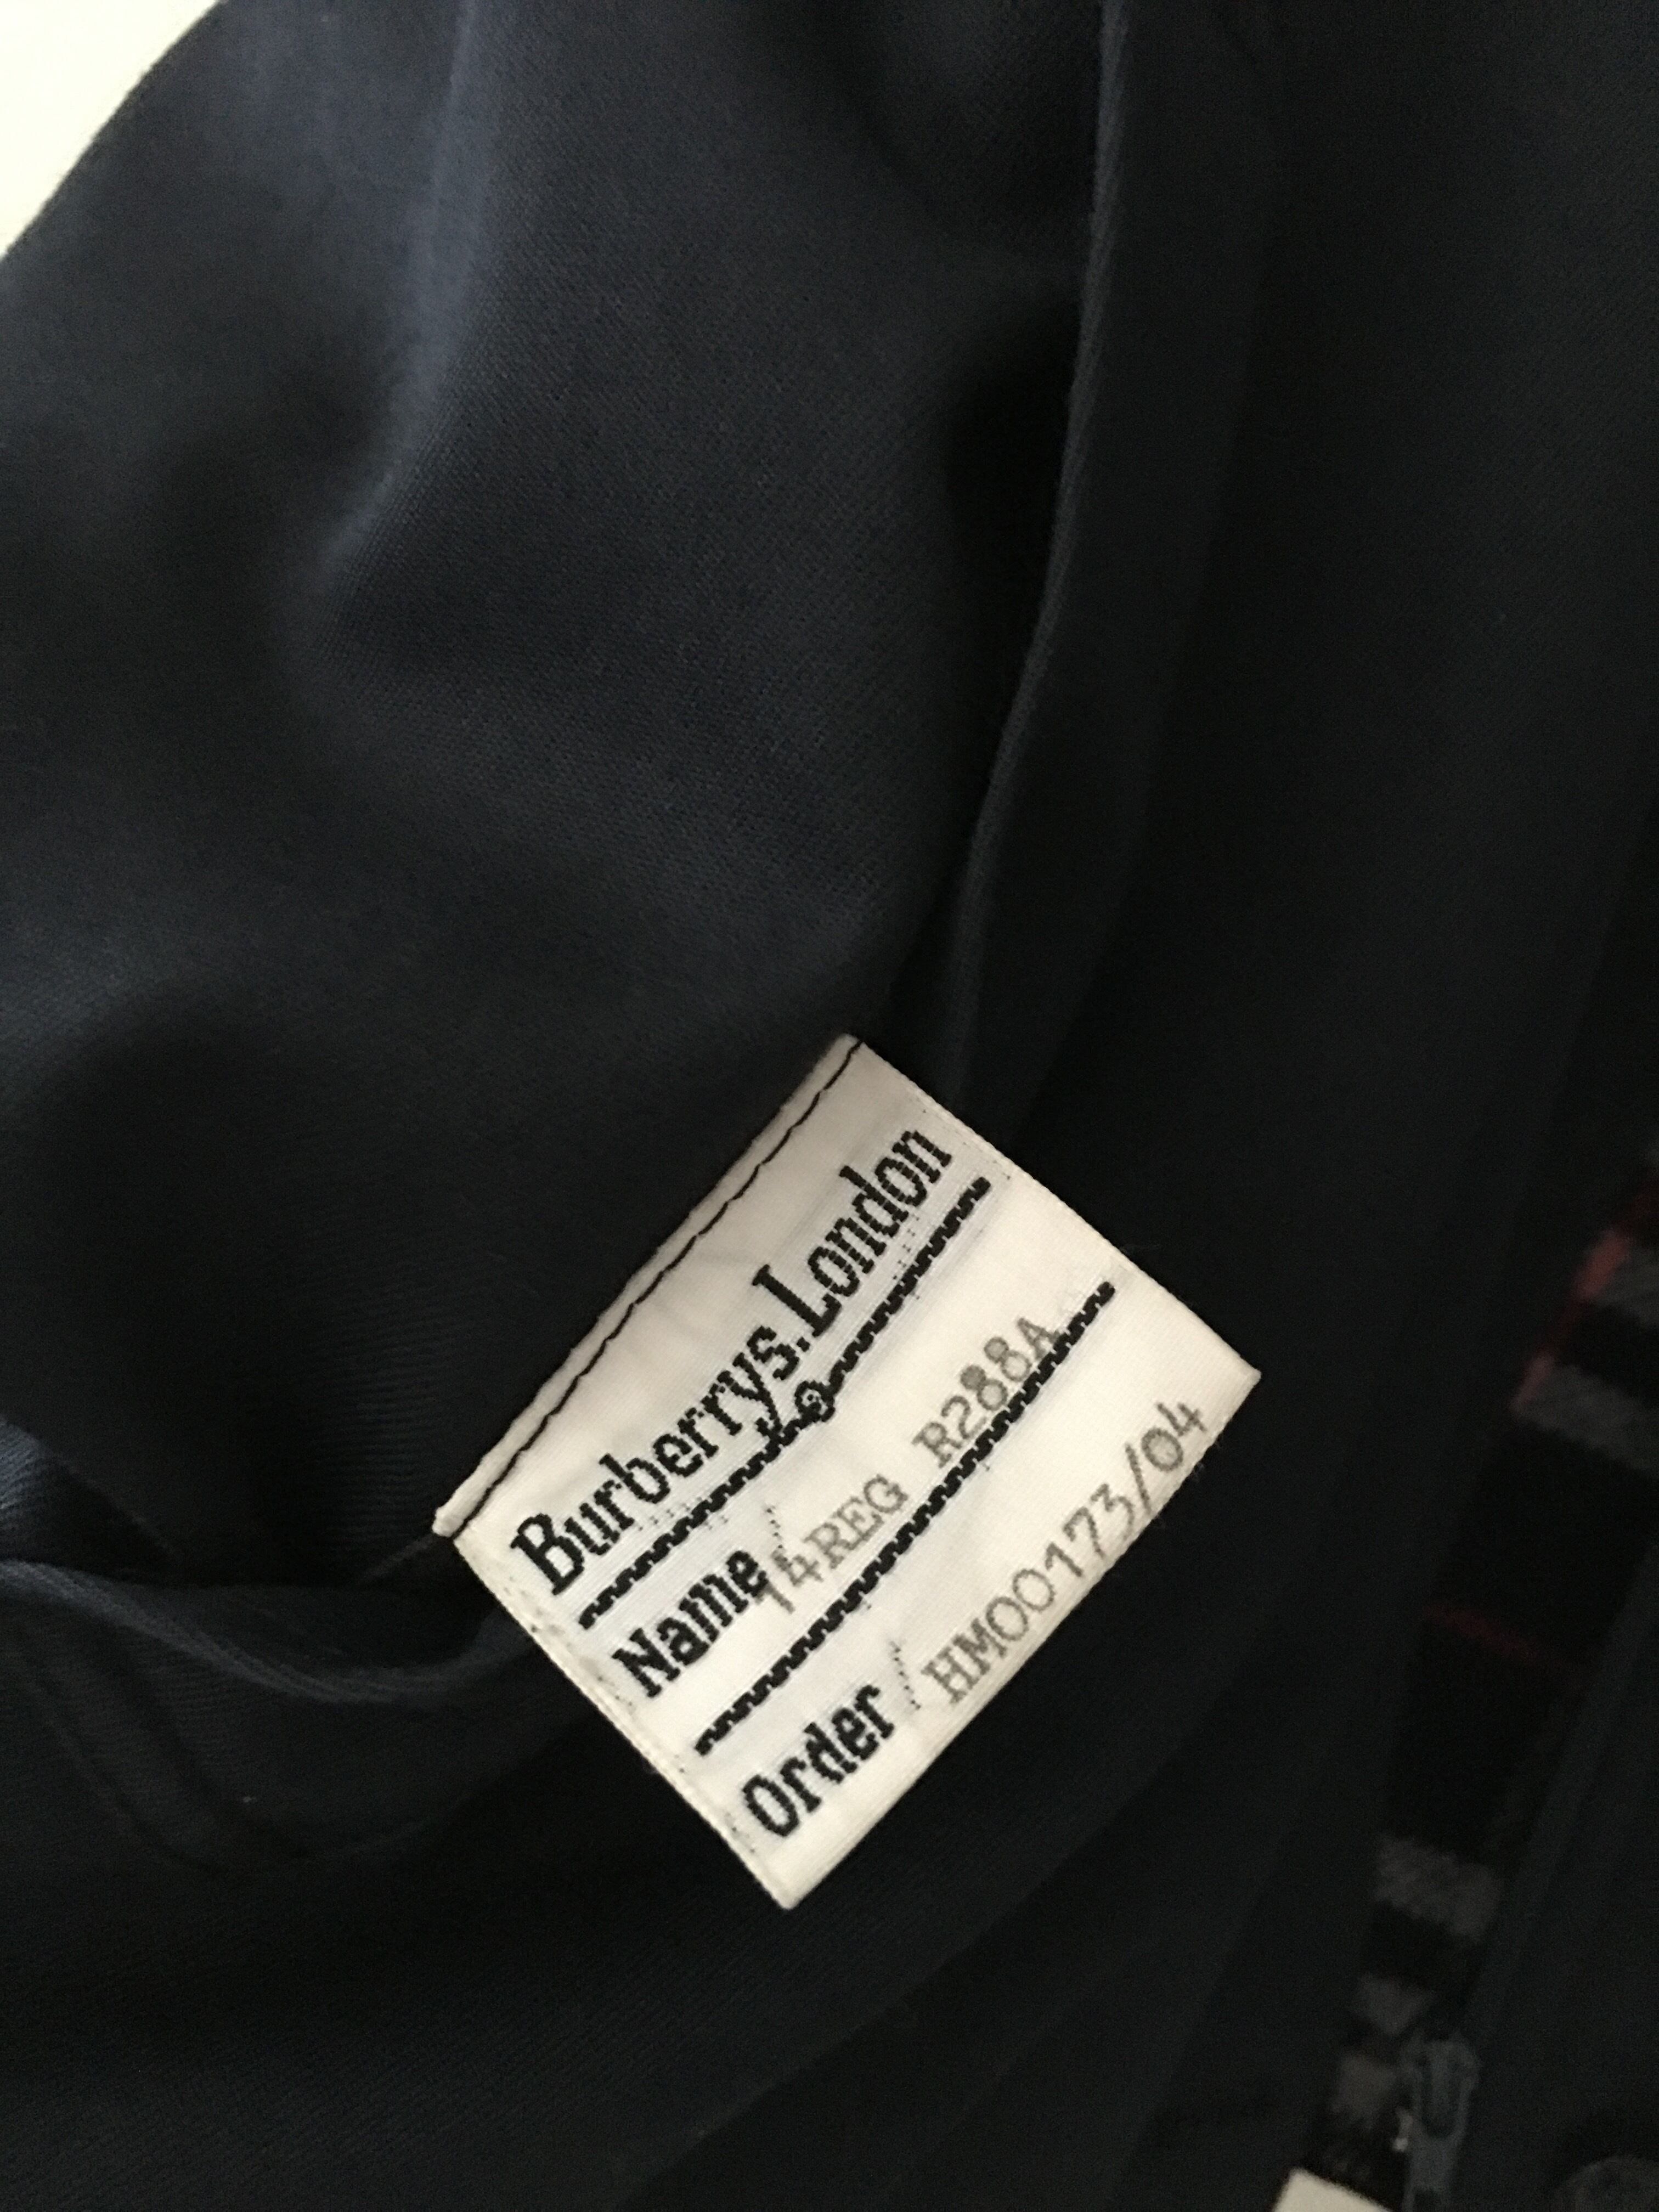 Burberrys.London
®
Name / 14REG R288A
Order / HM00173/04